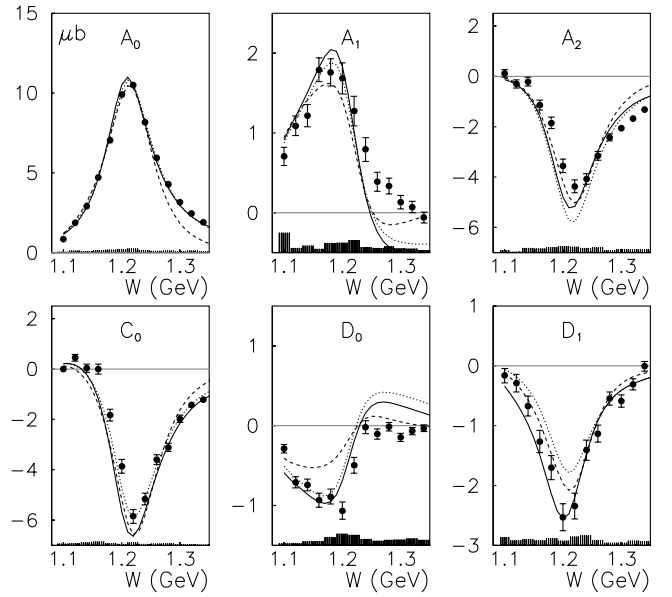 μb A₀ A₁ A₂
15 10 5 0
2 1 0
0 −2 −4 −6
1.1 1.2 1.3 1.1 1.2 1.3 1.1 1.2 1.3
W (GeV) W (GeV) W (GeV)
C₀ D₀ D₁
2 0 −2 −4 −6
1 0 −1
1 0 −1 −2 −3
1.1 1.2 1.3 1.1 1.2 1.3 1.1 1.2 1.3
W (GeV) W (GeV) W (GeV)